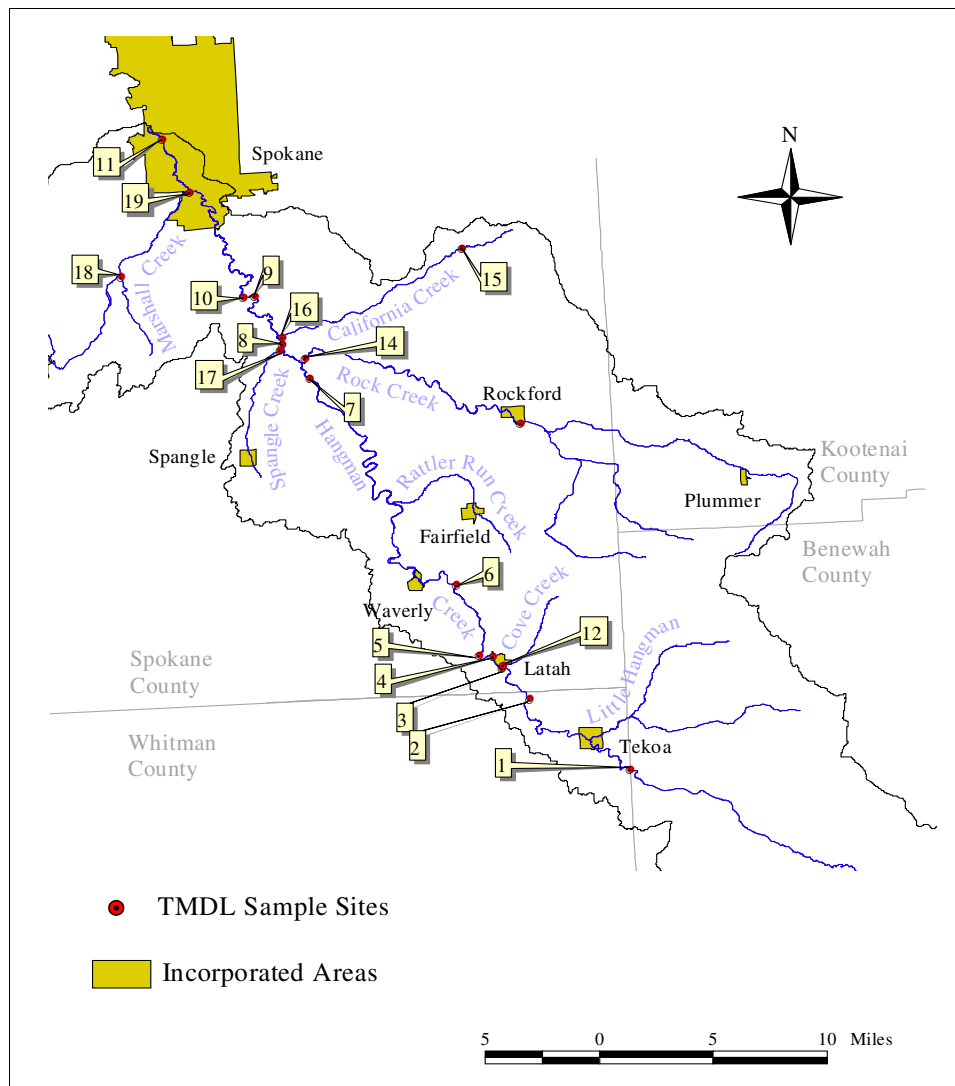 N
Spokane
11
19
18
Marshall Creek
10
9
16
8
17
15
California Creek
14
7
Rock Creek
Rockford
Spangle Creek
Spangle
Hangman
Creek
Rattler Run Creek
Fairfield
Kootenai
County
Plummer
Benewah
County
6
Waverly
Cove Creek
12
5
4
Latah
3
2
Little Hangman
Spokane
County
Whitman
County
Tekoa
1
TMDL Sample Sites
Incorporated Areas
5 0 5 10 Miles